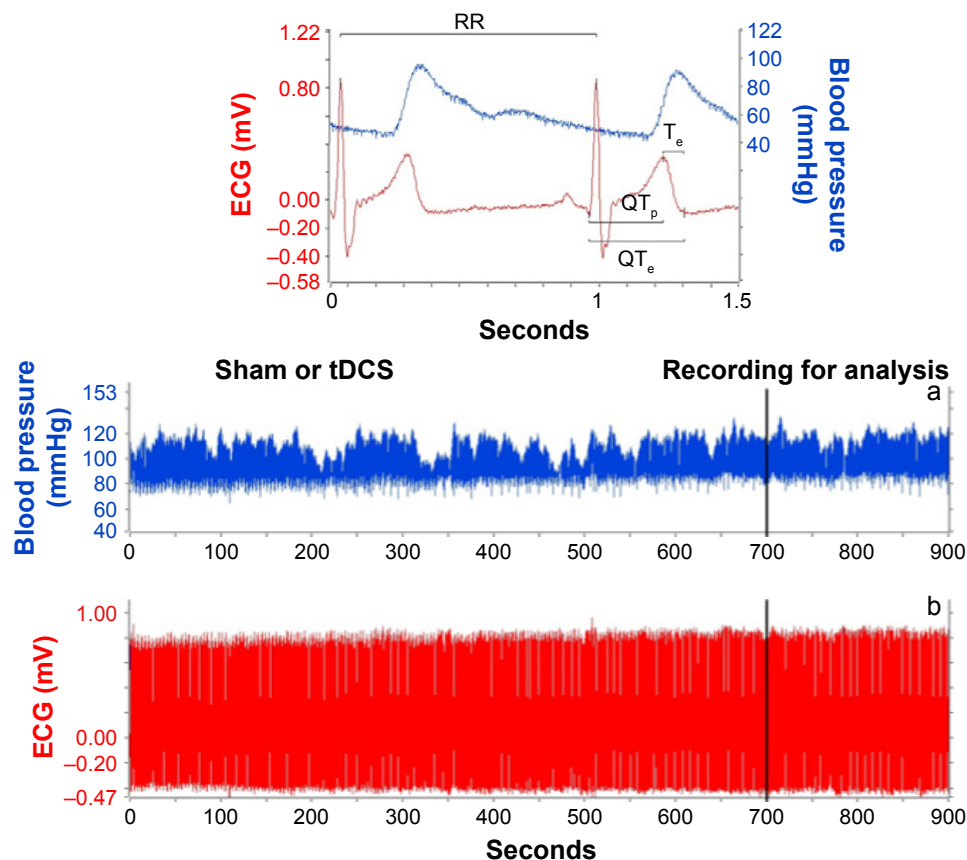 RR
1.22
0.80
0.00
–0.20
–0.40
–0.58
ECG (mV)
122
100
80
60
40
Blood pressure
(mmHg)
Te
QTp
QTe
0
1
1.5
Seconds
Sham or tDCS
Recording for analysis
a
153
120
100
80
60
40
Blood pressure
(mmHg)
0 100 200 300 400 500 600 700 800 900
b
1.00
0.00
–0.20
–0.47
ECG (mV)
0 100 200 300 400 500 600 700 800 900
Seconds